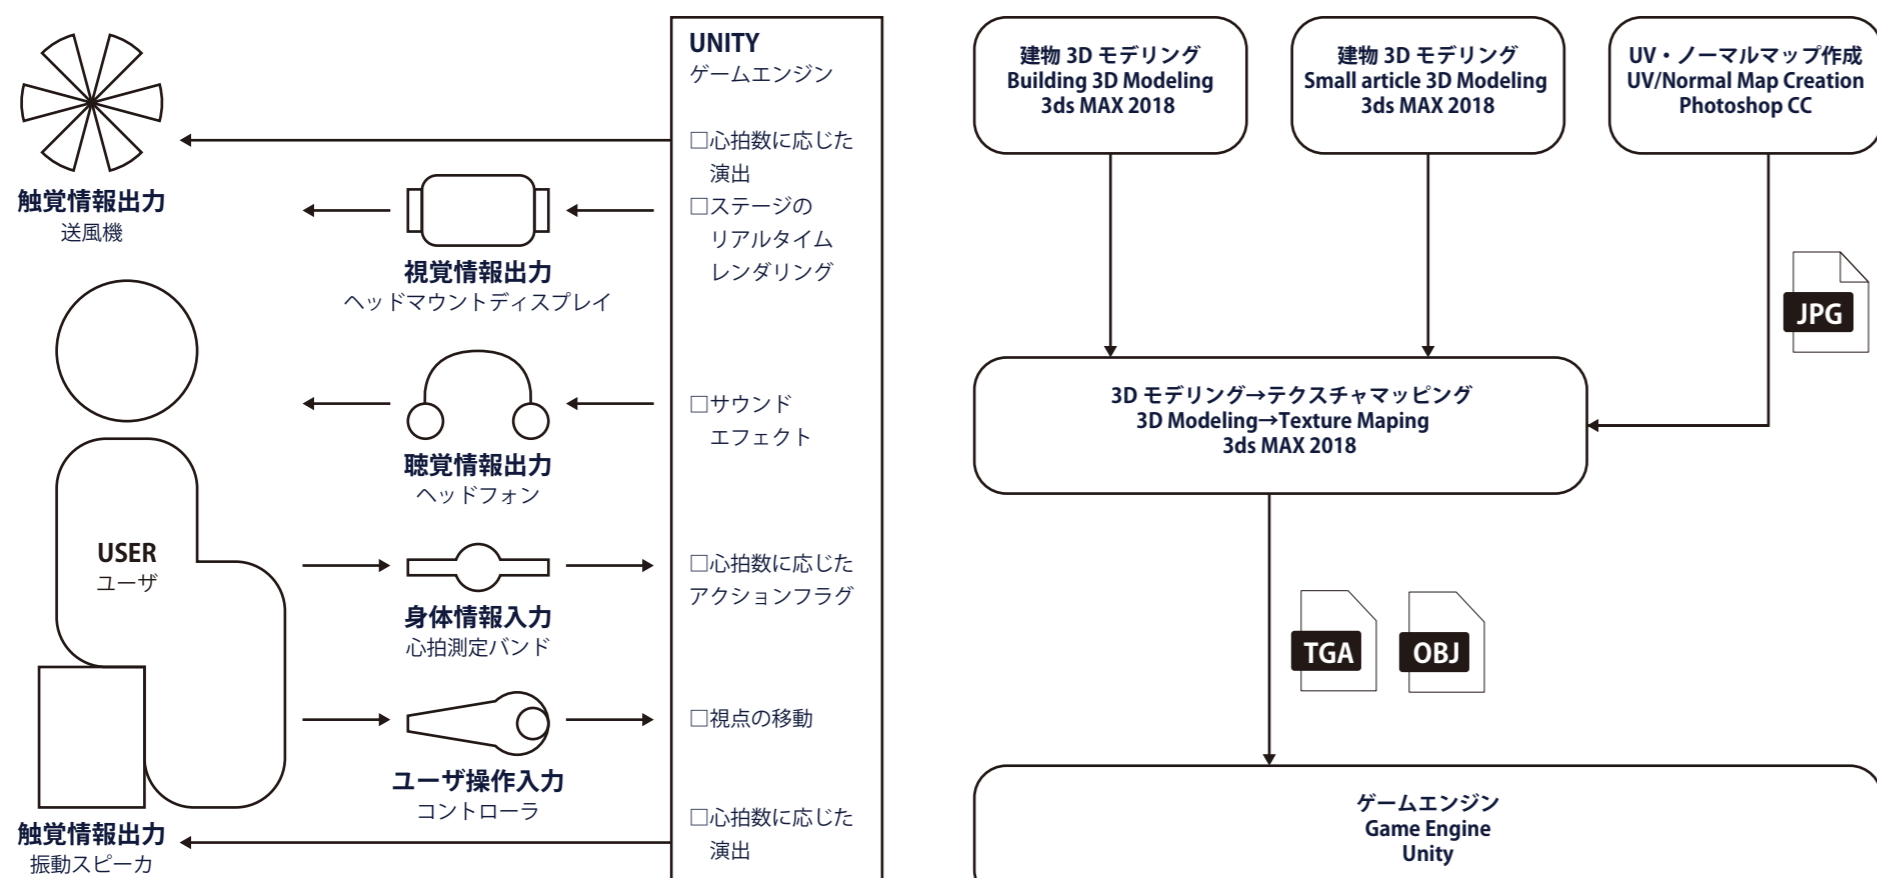 UNITY
ゲームエンジン
□心拍数に応じた
演出
触覚情報出力
送風機
□ステージの
リアルタイム
レンダリング
視覚情報出力
ヘッドマウントディスプレイ
□サウンド
エフェクト
聴覚情報出力
ヘッドフォン
USER
ユーザ
□心拍数に応じた
アクションフラグ
身体情報入力
心拍測定バンド
□視点の移動
ユーザ操作入力
コントローラ
□心拍数に応じた
演出
触覚情報出力
振動スピーカ
建物 3D モデリング
Building 3D Modeling
3ds MAX 2018
建物 3D モデリング
Small article 3D Modeling
3ds MAX 2018
UV・ノーマルマップ作成
UV/Normal Map Creation
Photoshop CC
JPG
3D モデリング→テクスチャマッピング
3D Modeling→Texture Maping
3ds MAX 2018
TGA
OBJ
ゲームエンジン
Game Engine
Unity